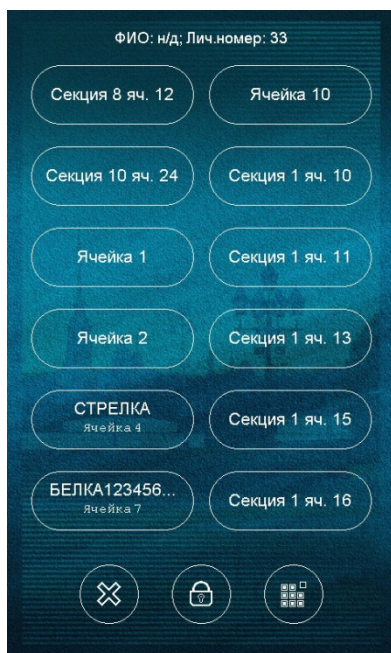 ФИО: н/д; Лич.номер: 33
Секция 8 яч. 12
Ячейка 10
Секция 10 яч. 24
Секция 1 яч. 10
Ячейка 1
Секция 1 яч. 11
Ячейка 2
Секция 1 яч. 13
СТРЕЛКА
Ячейка 4
Секция 1 яч. 15
БЕЛКА123456...
Ячейка 7
Секция 1 яч. 16